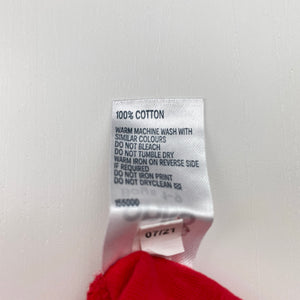 100% COTTON
WARM MACHINE WASH WITH
SIMILAR COLOURS
DO NOT BLEACH
DO NOT TUMBLE DRY
WARM IRON ON REVERSE SIDE
IF REQUIRED
DO NOT IRON PRINT
DO NOT DRYCLEAN
155000
07/21